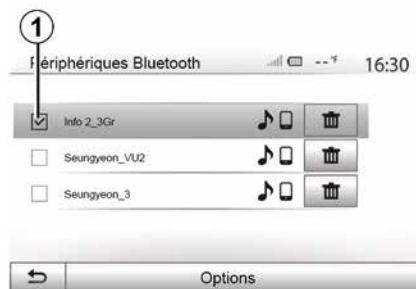 1
Périphériques Bluetooth --°F 16:30
Info 2_3Gr
Seungyeon_VU2
Seungyeon_3
Options